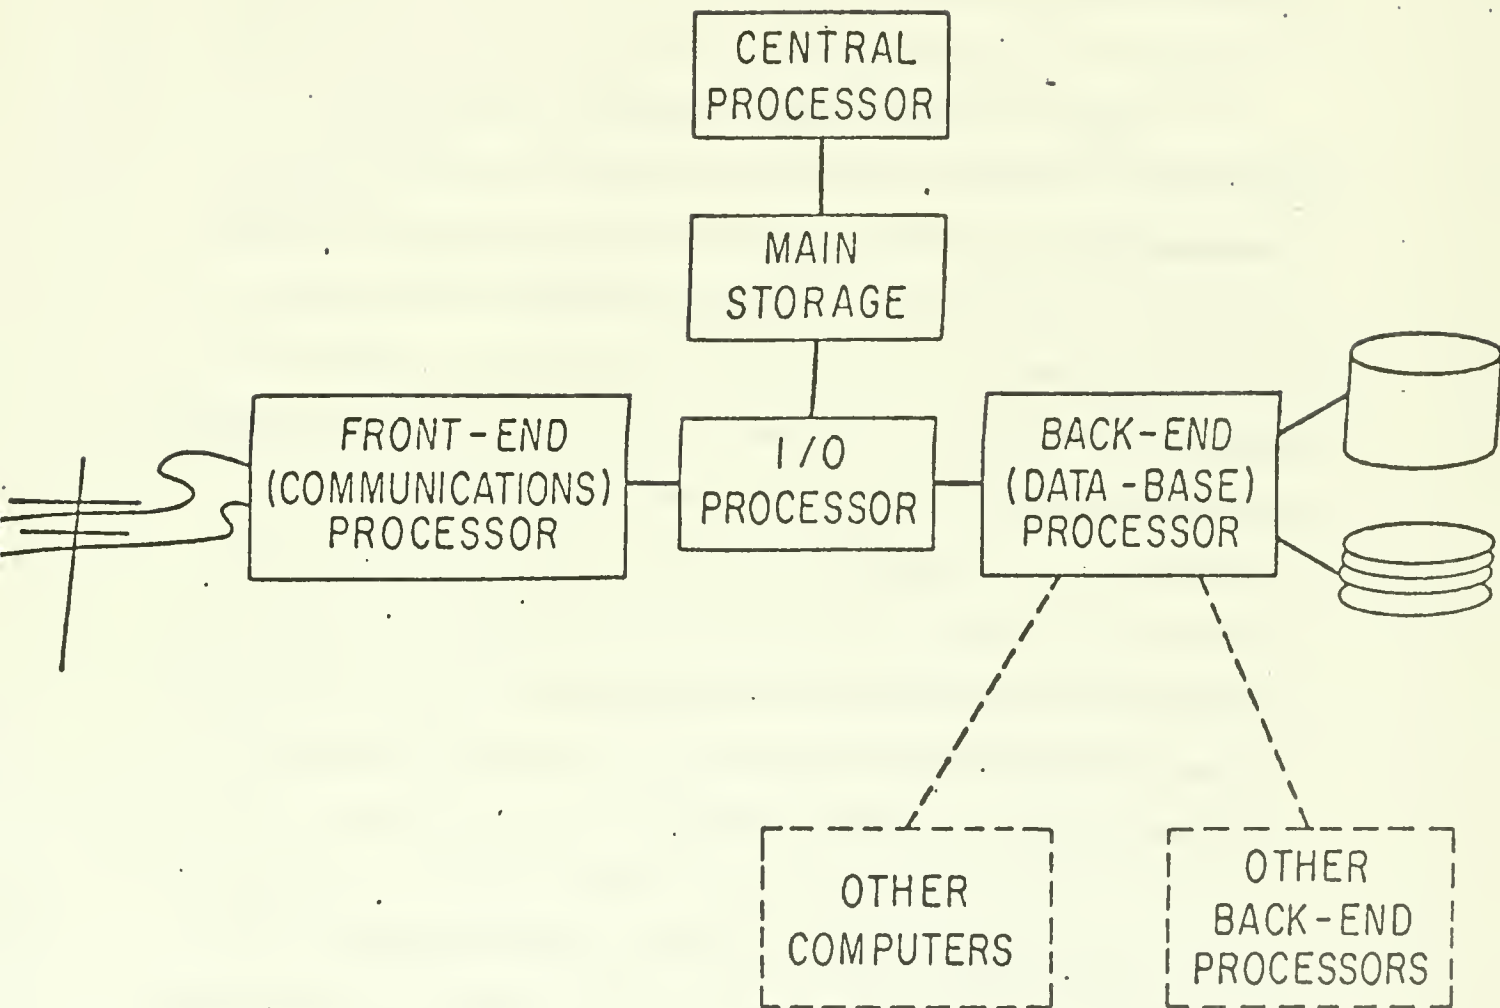 CENTRAL
PROCESSOR
MAIN
STORAGE
FRONT-END
(COMMUNICATIONS)
PROCESSOR
I/O
PROCESSOR
BACK-END
(DATA-BASE)
PROCESSOR
OTHER
COMPUTERS
OTHER
BACK-END
PROCESSORS